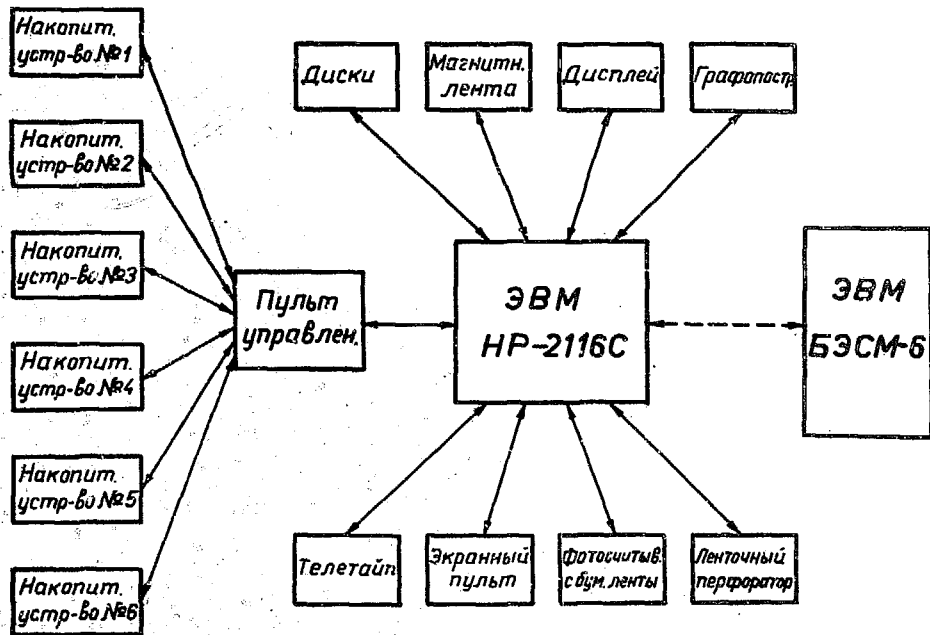 Накопит.
устр-во №1
Накопит.
устр-во №2
Накопит.
устр-во №3
Накопит.
устр-во №4
Накопит.
устр-во №5
Накопит.
устр-во №6
Пульт
управлен.
Диски
Магнитн.
лента
Дисплей
Графопостр.
ЭВМ
НР-2116С
ЭВМ
БЭСМ-6
Телетайп
Экранный
пульт
Фотосчитыв.
с бум. ленты
Ленточный
перфоратор